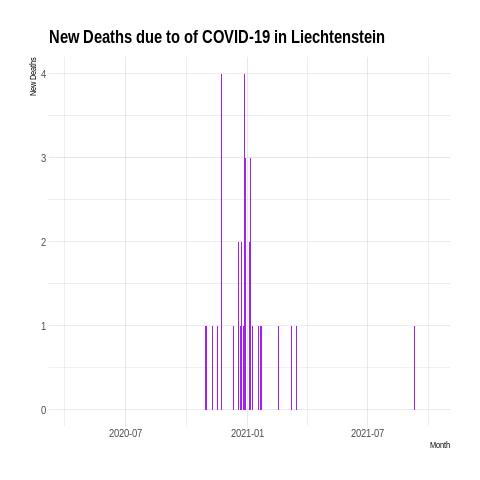 New Deaths due to of COVID-19 in Liechtenstein
New Deaths
4
3
2
1
0
2020-07
2021-01
2021-07
Month